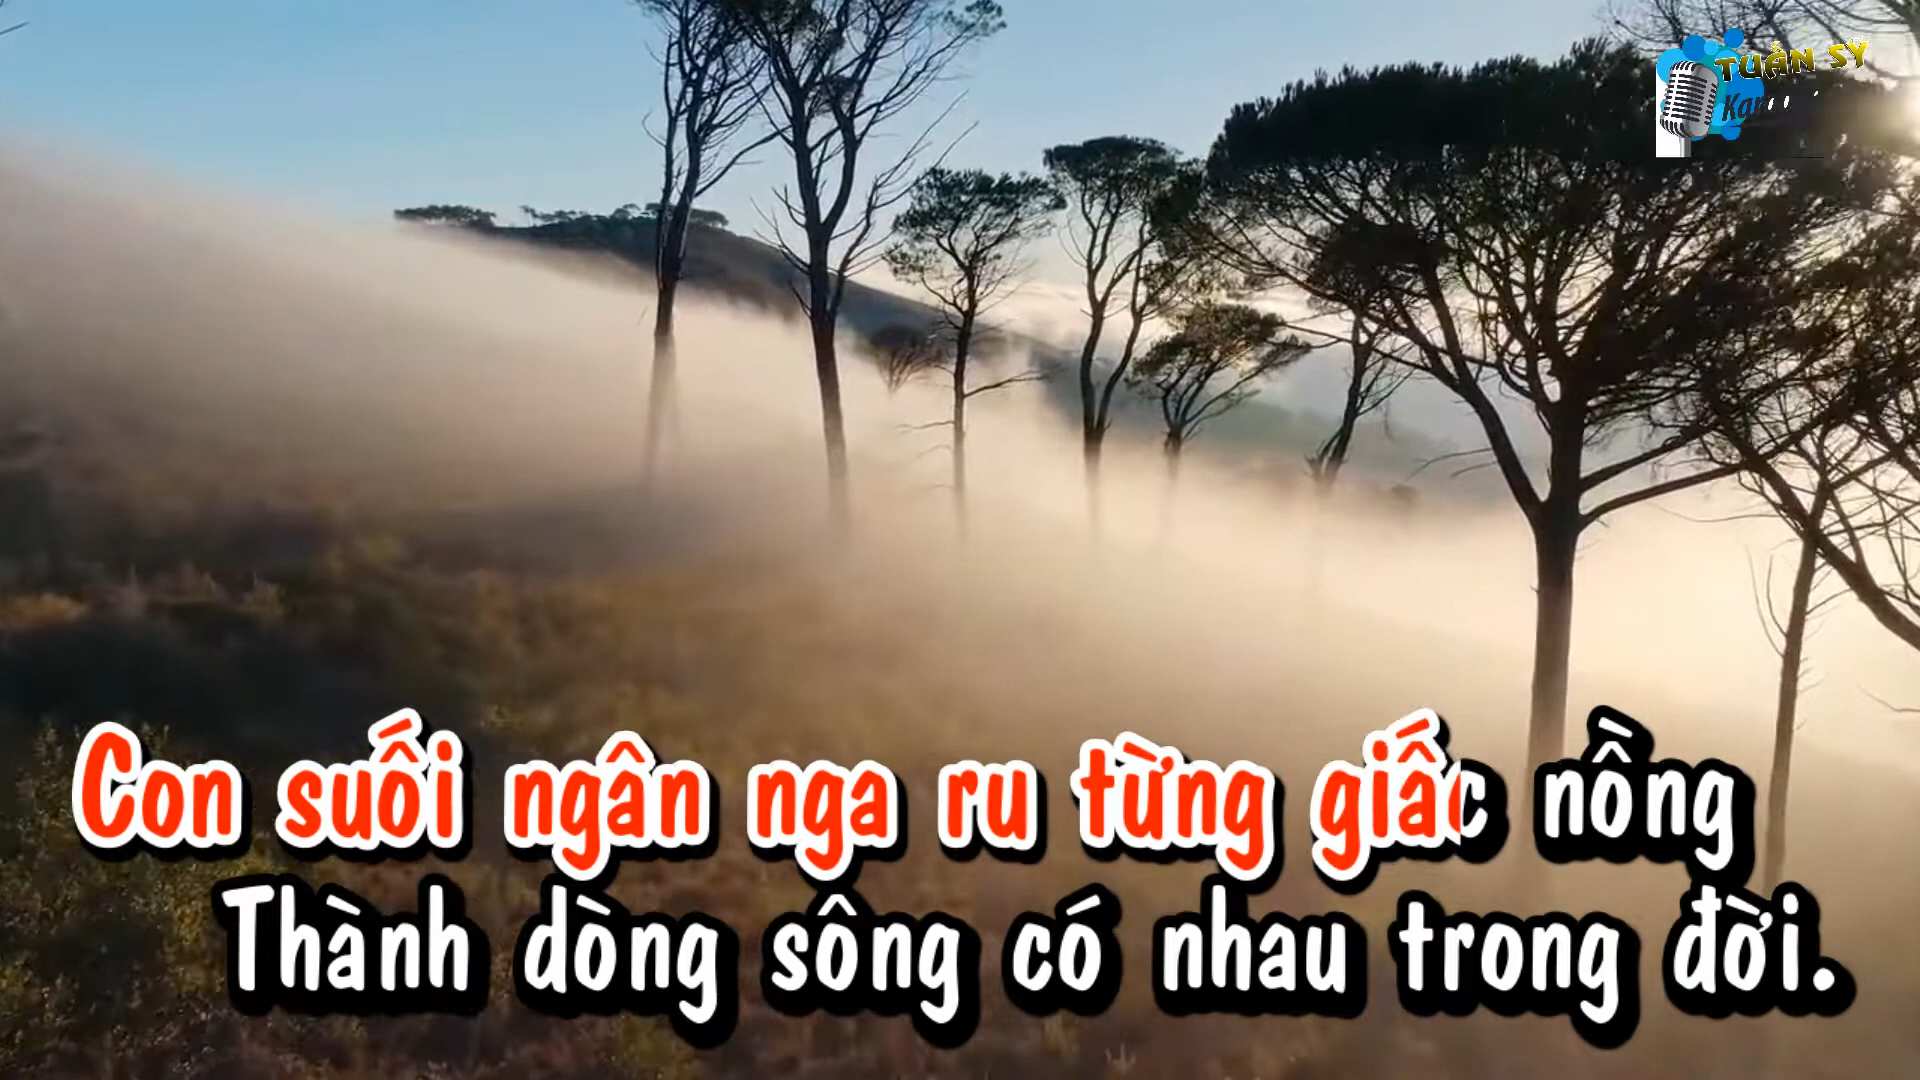 TUẤN SỸ
Con suối ngân nga ru từng giấc nồng
Thành dòng sông có nhau trong đời.